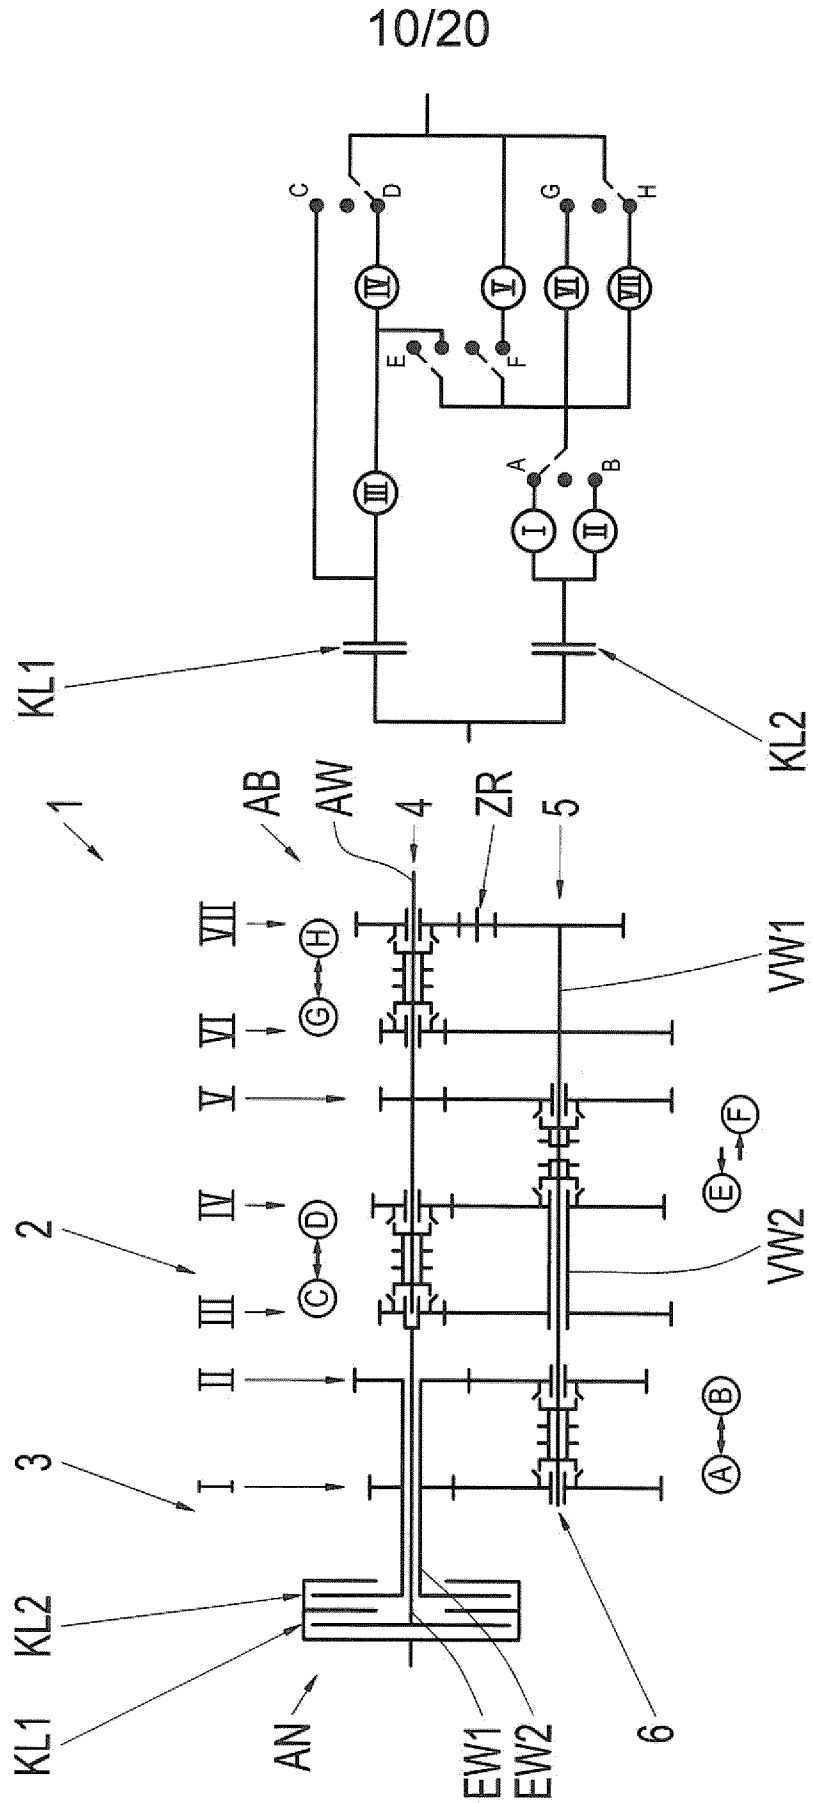 10/20
C
D
G
H
IV
V
VI
VII
E
F
III
A
B
I
II
KL1
KL2
1
AB
AW
4
ZR
5
VII
H
G
VI
V
IV
D
C
III
II
I
VW1
F
E
VW2
B
A
2
3
KL2
KL1
AN
EW1
EW2
6